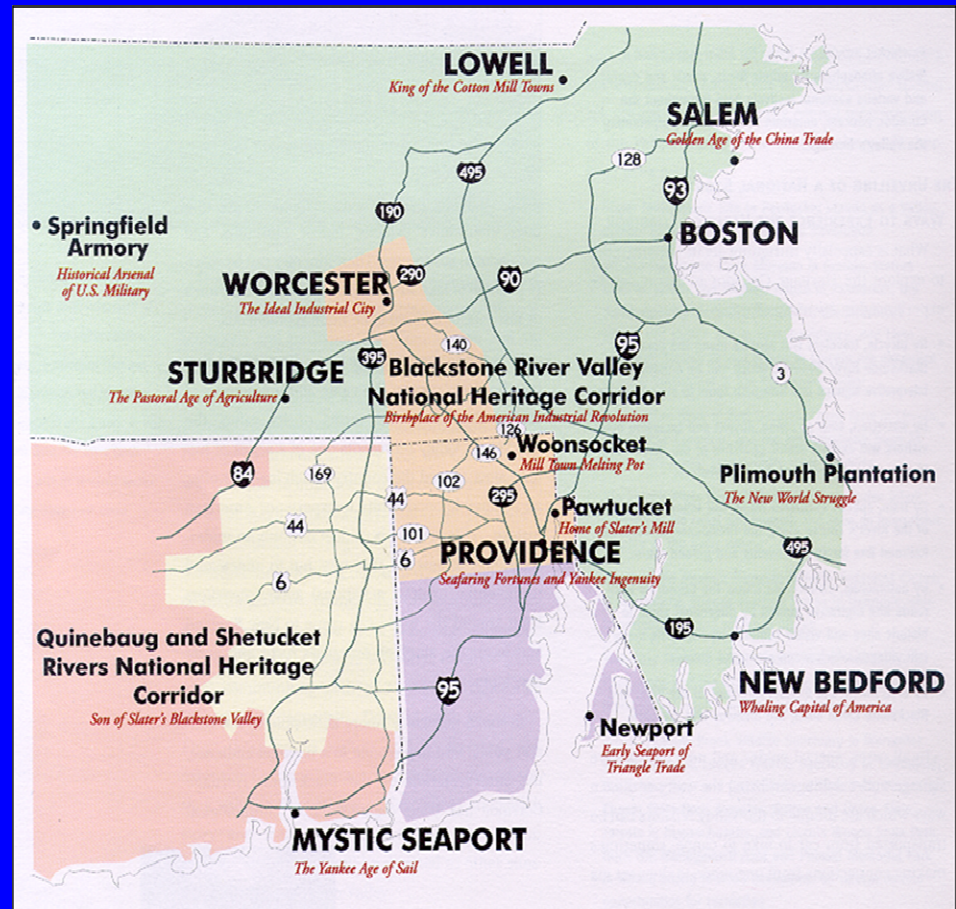 LOWELL
King of the Cotton Mill Towns
SALEM
Golden Age of the China Trade
128
495
93
190
Springfield
Armory
Historical Arsenal
of U.S. Military
BOSTON
290
90
WORCESTER
The Ideal Industrial City
140
95
395
Blackstone River Valley
National Heritage Corridor
Birthplace of the American Industrial Revolution
STURBRIDGE
The Pastoral Age of Agriculture
3
126
Woonsocket
Mill Town Melting Pot
146
84
169
102
Plimouth Plantation
The New World Struggle
44
295
Pawtucket
Home of Slater's Mill
44
101
6
PROVIDENCE
Seafaring Fortunes and Yankee Ingenuity
495
6
195
Quinebaug and Shetucket
Rivers National Heritage
Corridor
Son of Slater's Blackstone Valley
95
NEW BEDFORD
Whaling Capital of America
Newport
Early Seaport of
Triangle Trade
MYSTIC SEAPORT
The Yankee Age of Sail